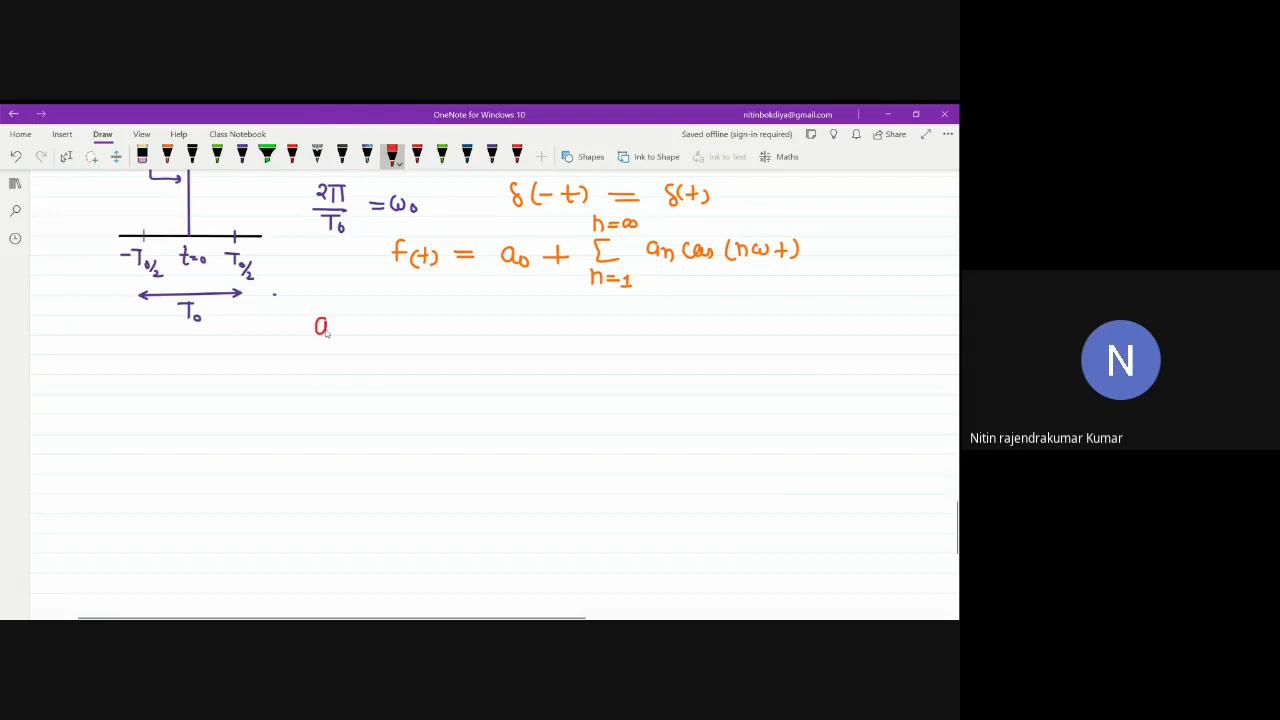 OneNote for Windows 10
nitinbokdiya@gmail.com
Home Insert Draw View Help Class Notebook
Saved offline (sign-in required) Share
Shapes Ink to Shape Ink to Text Maths
2π/T₀ = ω₀
δ(-t) = δ(t)
f(t) = a₀ + ∑ n=1 n=∞ an cos (nωt)
-T₀/2 t=0 T₀/2
T₀
a
N
Nitin rajendrakumar Kumar